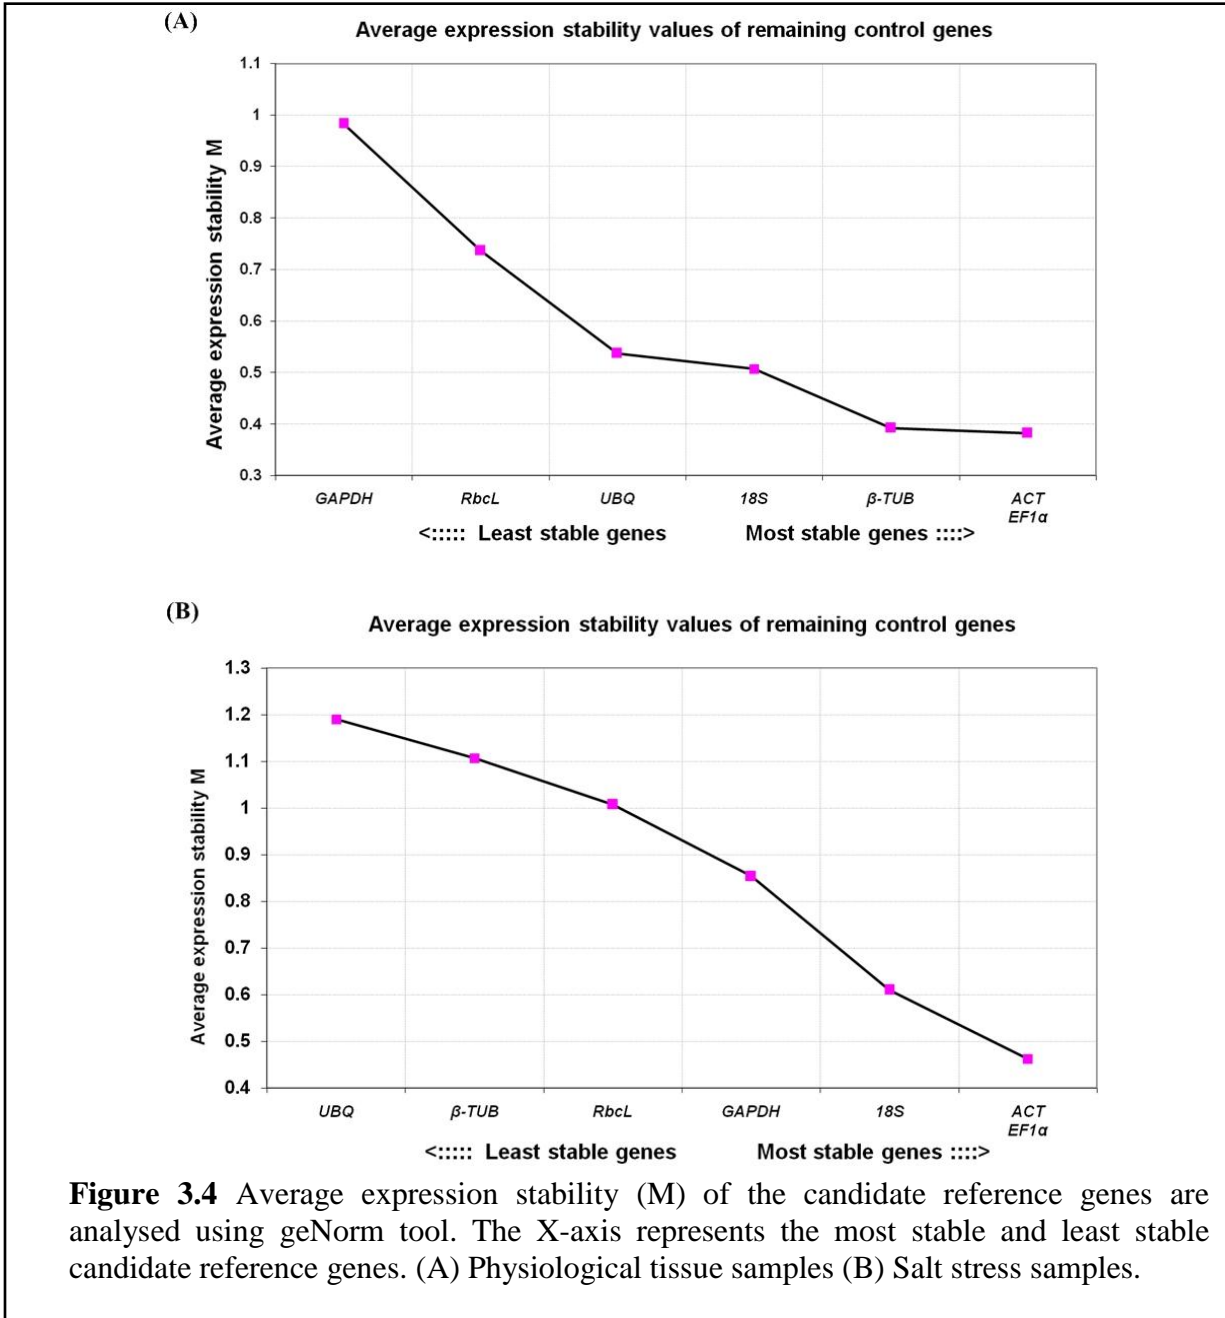 (A)
Average expression stability values of remaining control genes
Average expression stability M
1.1
1
0.9
0.8
0.7
0.6
0.5
0.4
0.3
GAPDH RbcL UBQ 18S β-TUB ACT
EF1α
<::::: Least stable genes Most stable genes ::::>
(B)
Average expression stability values of remaining control genes
Average expression stability M
1.3
1.2
1.1
1
0.9
0.8
0.7
0.6
0.5
0.4
UBQ β-TUB RbcL GAPDH 18S ACT
EF1α
<::::: Least stable genes Most stable genes ::::>
Figure 3.4 Average expression stability (M) of the candidate reference genes are
analysed using geNorm tool. The X-axis represents the most stable and least stable
candidate reference genes. (A) Physiological tissue samples (B) Salt stress samples.